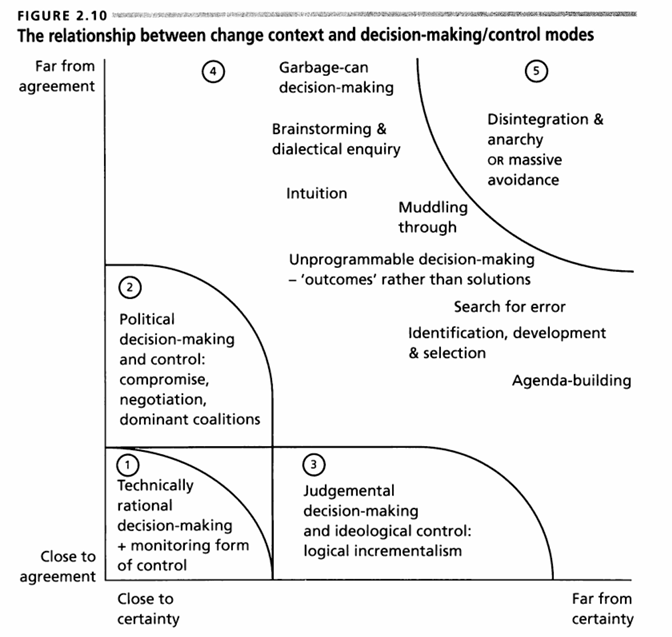 FIGURE 2.10
The relationship between change context and decision-making/control modes
Far from
agreement
4
Garbage-can
decision-making
Brainstorming &
dialectical enquiry
Intuition
Muddling
through
Unprogrammable decision-making
– ‘outcomes’ rather than solutions
Search for error
Identification, development
& selection
Agenda-building
5
Disintegration &
anarchy
OR massive
avoidance
2
Political
decision-making
and control:
compromise,
negotiation,
dominant coalitions
1
Technically
rational
decision-making
+ monitoring form
of control
3
Judgemental
decision-making
and ideological control:
logical incrementalism
Close to
agreement
Close to
certainty
Far from
certainty